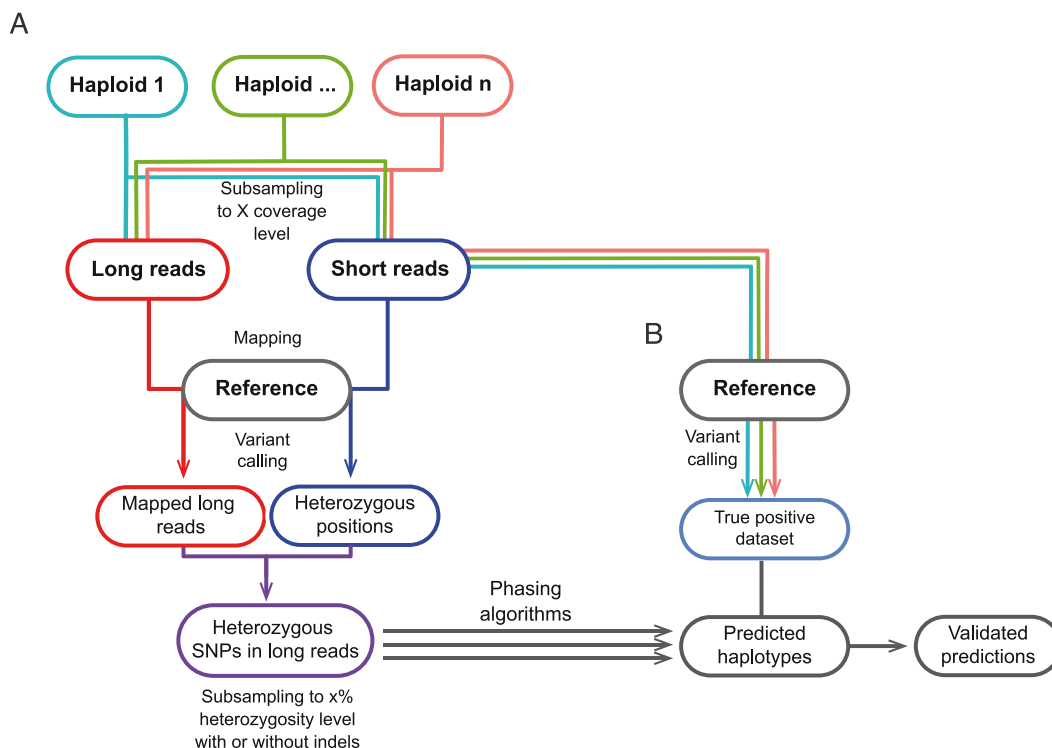 A
Haploid 1
Haploid ...
Haploid n
Subsampling
to X coverage
level
Long reads
Short reads
Mapping
Reference
Variant
calling
Mapped long
reads
Heterozygous
positions
Heterozygous
SNPs in long reads
Subsampling to x%
heterozygosity level
with or without indels
Phasing
algorithms
B
Reference
Variant
calling
True positive
dataset
Predicted
haplotypes
Validated
predictions